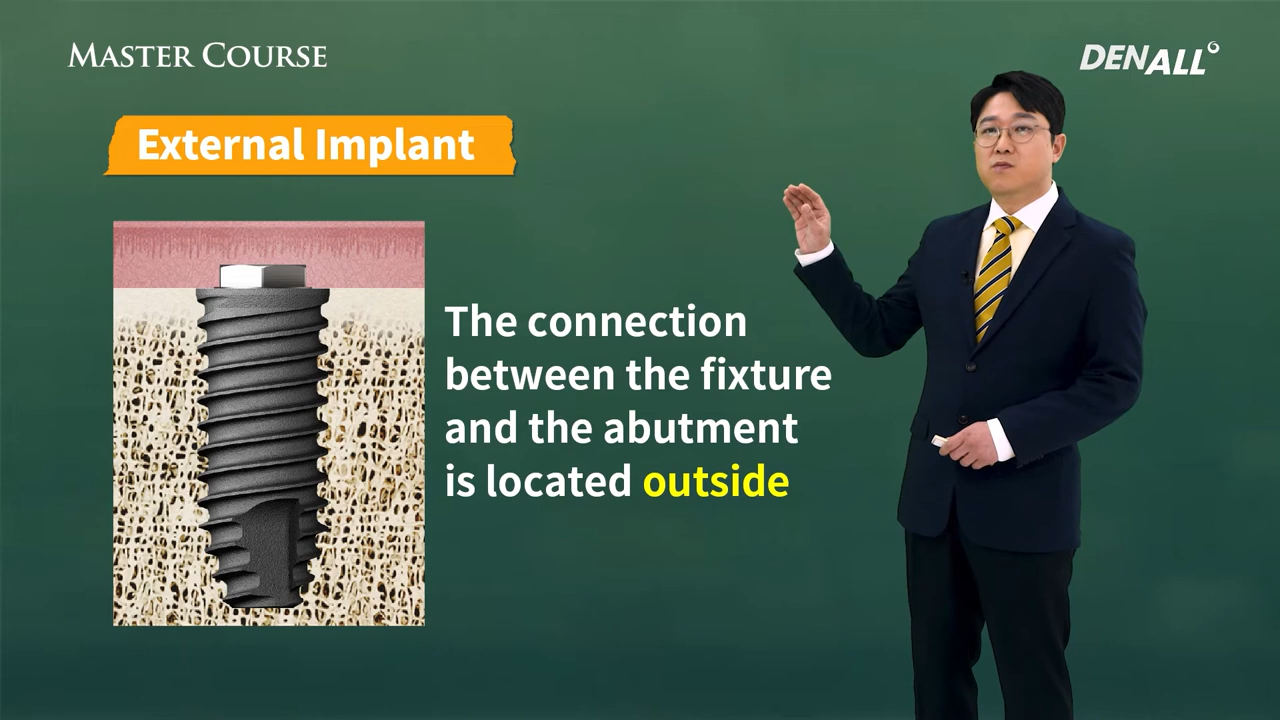 MASTER COURSE
DENALL
External Implant
The connection
between the fixture
and the abutment
is located outside